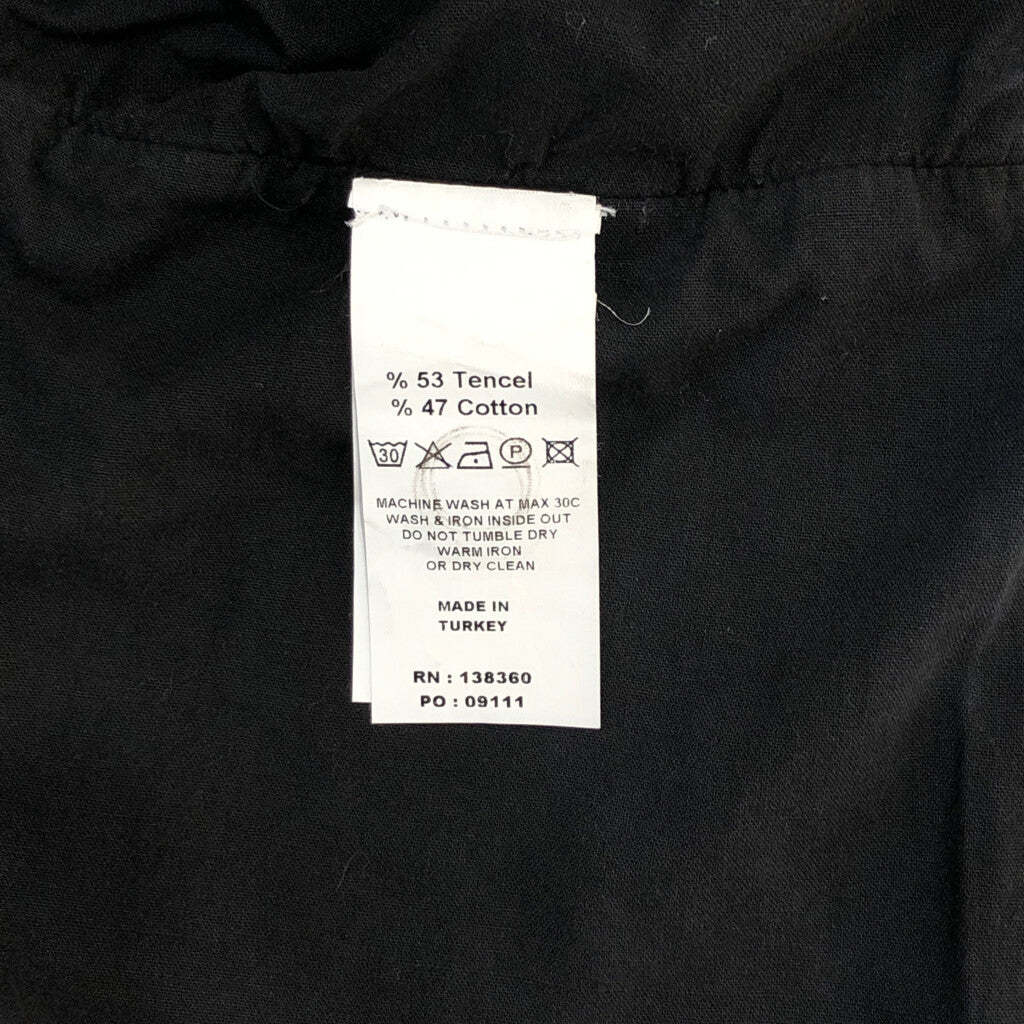 % 53 Tencel
% 47 Cotton
30 P
MACHINE WASH AT MAX 30C
WASH & IRON INSIDE OUT
DO NOT TUMBLE DRY
WARM IRON
OR DRY CLEAN
MADE IN
TURKEY
RN : 138360
PO : 09111